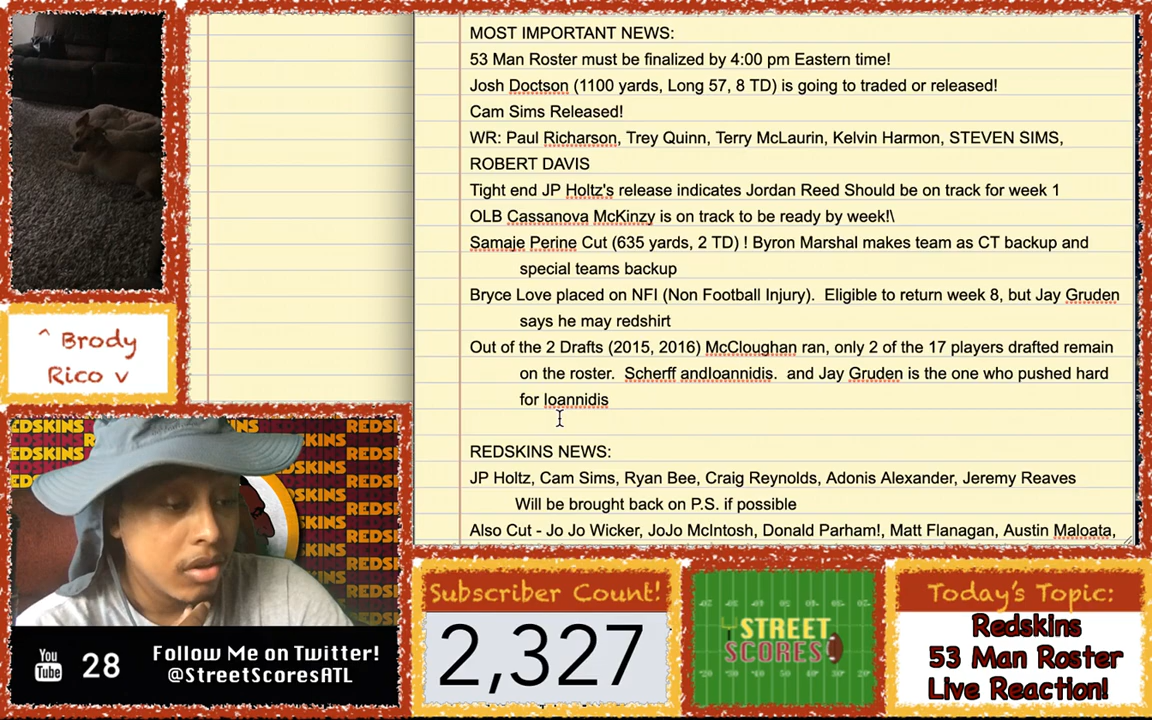 MOST IMPORTANT NEWS:
53 Man Roster must be finalized by 4:00 pm Eastern time!
Josh Doctson (1100 yards, Long 57, 8 TD) is going to traded or released!
Cam Sims Released!
WR: Paul Richarson, Trey Quinn, Terry McLaurin, Kelvin Harmon, STEVEN SIMS,
ROBERT DAVIS
Tight end JP Holtz's release indicates Jordan Reed Should be on track for week 1
OLB Cassanova McKinzy is on track to be ready by week!\
Samaje Perine Cut (635 yards, 2 TD) ! Byron Marshal makes team as CT backup and
special teams backup
Bryce Love placed on NFI (Non Football Injury).  Eligible to return week 8, but Jay Gruden
says he may redshirt
Out of the 2 Drafts (2015, 2016) McCloughan ran, only 2 of the 17 players drafted remain
on the roster.  Scherff andIoannidis.  and Jay Gruden is the one who pushed hard
for Ioannidis
REDSKINS NEWS:
JP Holtz, Cam Sims, Ryan Bee, Craig Reynolds, Adonis Alexander, Jeremy Reaves
Will be brought back on P.S. if possible
Also Cut - Jo Jo Wicker, JoJo McIntosh, Donald Parham!, Matt Flanagan, Austin Maloata,
^ Brody
Rico v
EDSKINS REDSKINS
You Tube 28
Follow Me on Twitter!
@StreetScoresATL
Subscriber Count!
2,327
STREET
SCORES
Today's Topic:
Redskins
53 Man Roster
Live Reaction!